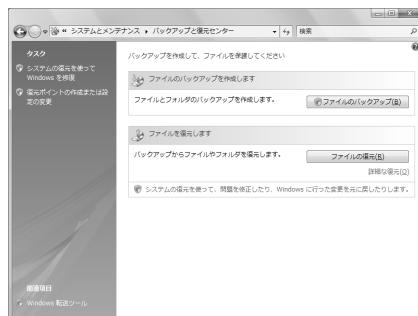 « システムとメンテナンス ▸ バックアップと復元センター
検索
タスク
システムの復元を使って
Windows を修復
復元ポイントの作成または設
定の変更
バックアップを作成して、ファイルを保護してください
ファイルのバックアップを作成します
ファイルとフォルダのバックアップを作成します。
ファイルのバックアップ(B)
ファイルを復元します
バックアップからファイルやフォルダを復元します。
ファイルの復元(R)
詳細な復元(O)
システムの復元を使って、問題を修正したり、Windows に行った変更を元に戻したりします。
関連項目
Windows 転送ツール